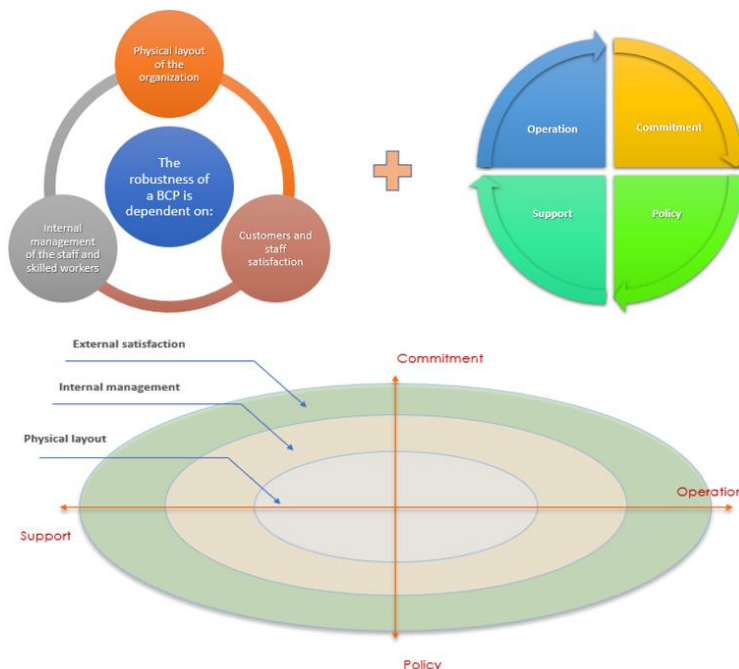 Physical layout
of the
organization
The
robustness of
a BCP is
dependent on:
Internal
management
of the staff and
skilled workers
Customers and
staff
satisfaction
Operation
Commitment
Support
Policy
External satisfaction
Internal management
Physical layout
Commitment
Operation
Support
Policy